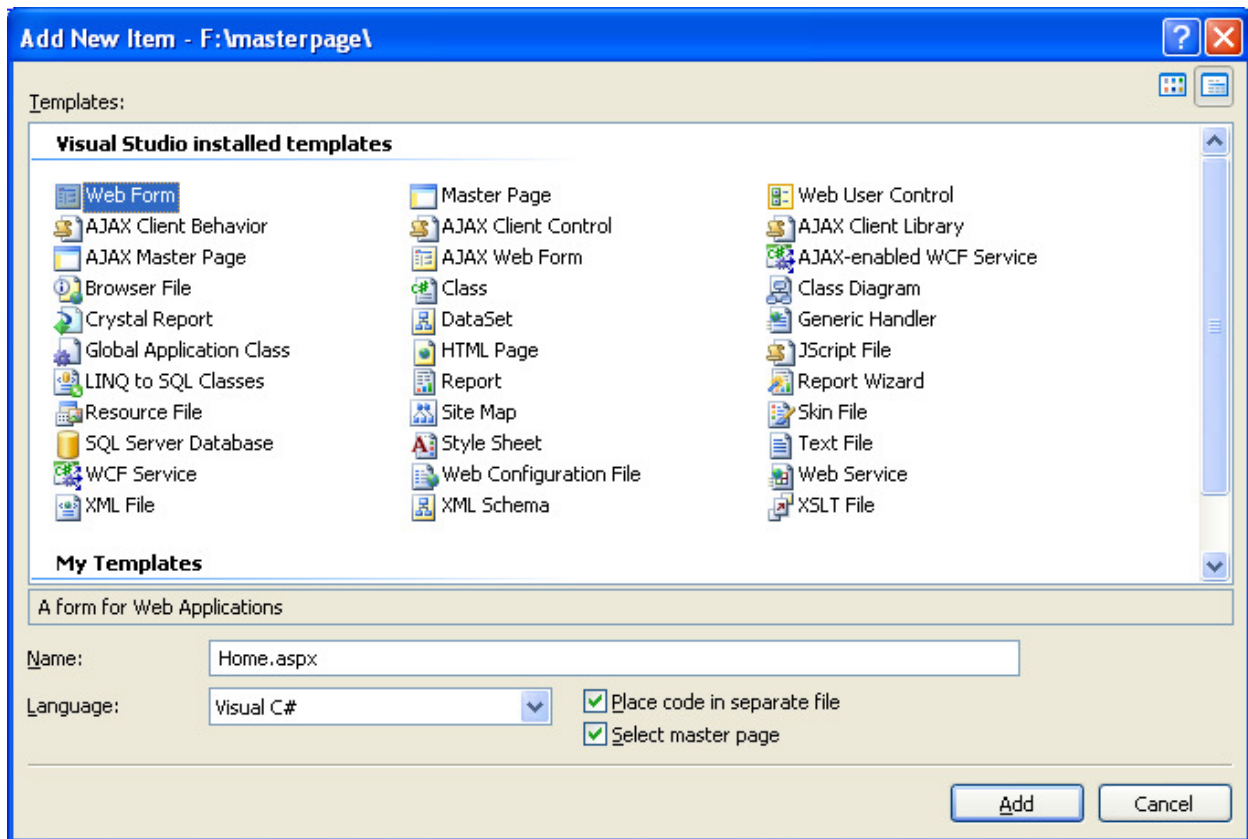 Add New Item - F:\masterpage\
Templates:
Visual Studio installed templates
Web Form Master Page Web User Control
AJAX Client Behavior AJAX Client Control AJAX Client Library
AJAX Master Page AJAX Web Form AJAX-enabled WCF Service
Browser File Class Class Diagram
Crystal Report DataSet Generic Handler
Global Application Class HTML Page JScript File
LINQ to SQL Classes Report Report Wizard
Resource File Site Map Skin File
SQL Server Database Style Sheet Text File
WCF Service Web Configuration File Web Service
XML File XML Schema XSLT File
My Templates
A form for Web Applications
Name: Home.aspx
Language: Visual C# Place code in separate file
Select master page
Add Cancel